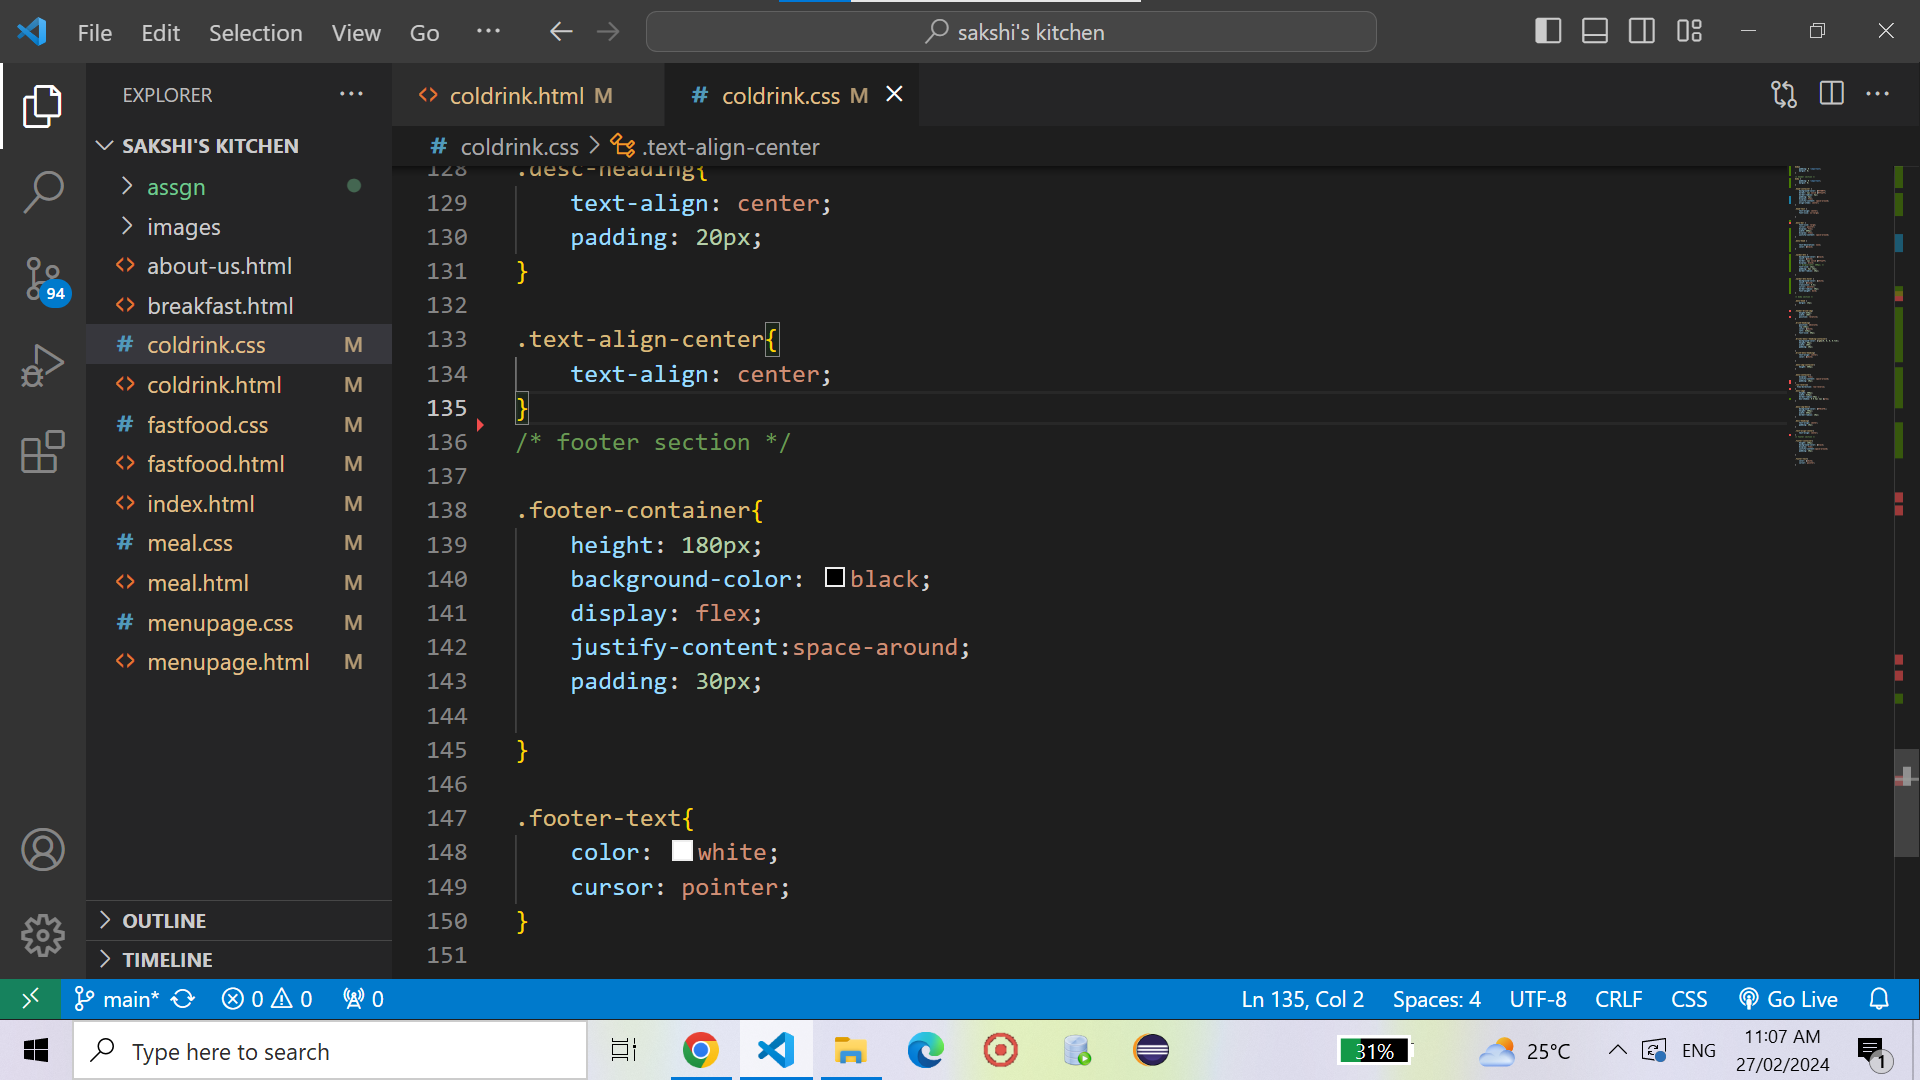 File Edit Selection View Go ··· sakshi's kitchen
EXPLORER ···
SAKSHI'S KITCHEN
assgn
images
about-us.html
breakfast.html
coldrink.css M
coldrink.html M
fastfood.css M
fastfood.html M
index.html M
meal.css M
meal.html M
menupage.css M
menupage.html M
OUTLINE
TIMELINE
94
coldrink.html M # coldrink.css M
# coldrink.css > .text-align-center
128 .desc-heading{
129 text-align: center;
130 padding: 20px;
131 }
132
133 .text-align-center{
134 text-align: center;
135 }
136 /* footer section */
137
138 .footer-container{
139 height: 180px;
140 background-color: black;
141 display: flex;
142 justify-content:space-around;
143 padding: 30px;
144
145 }
146
147 .footer-text{
148 color: white;
149 cursor: pointer;
150 }
151
main* 0 0 0 Ln 135, Col 2 Spaces: 4 UTF-8 CRLF CSS Go Live
Type here to search 31% 25°C ENG 11:07 AM
27/02/2024 1